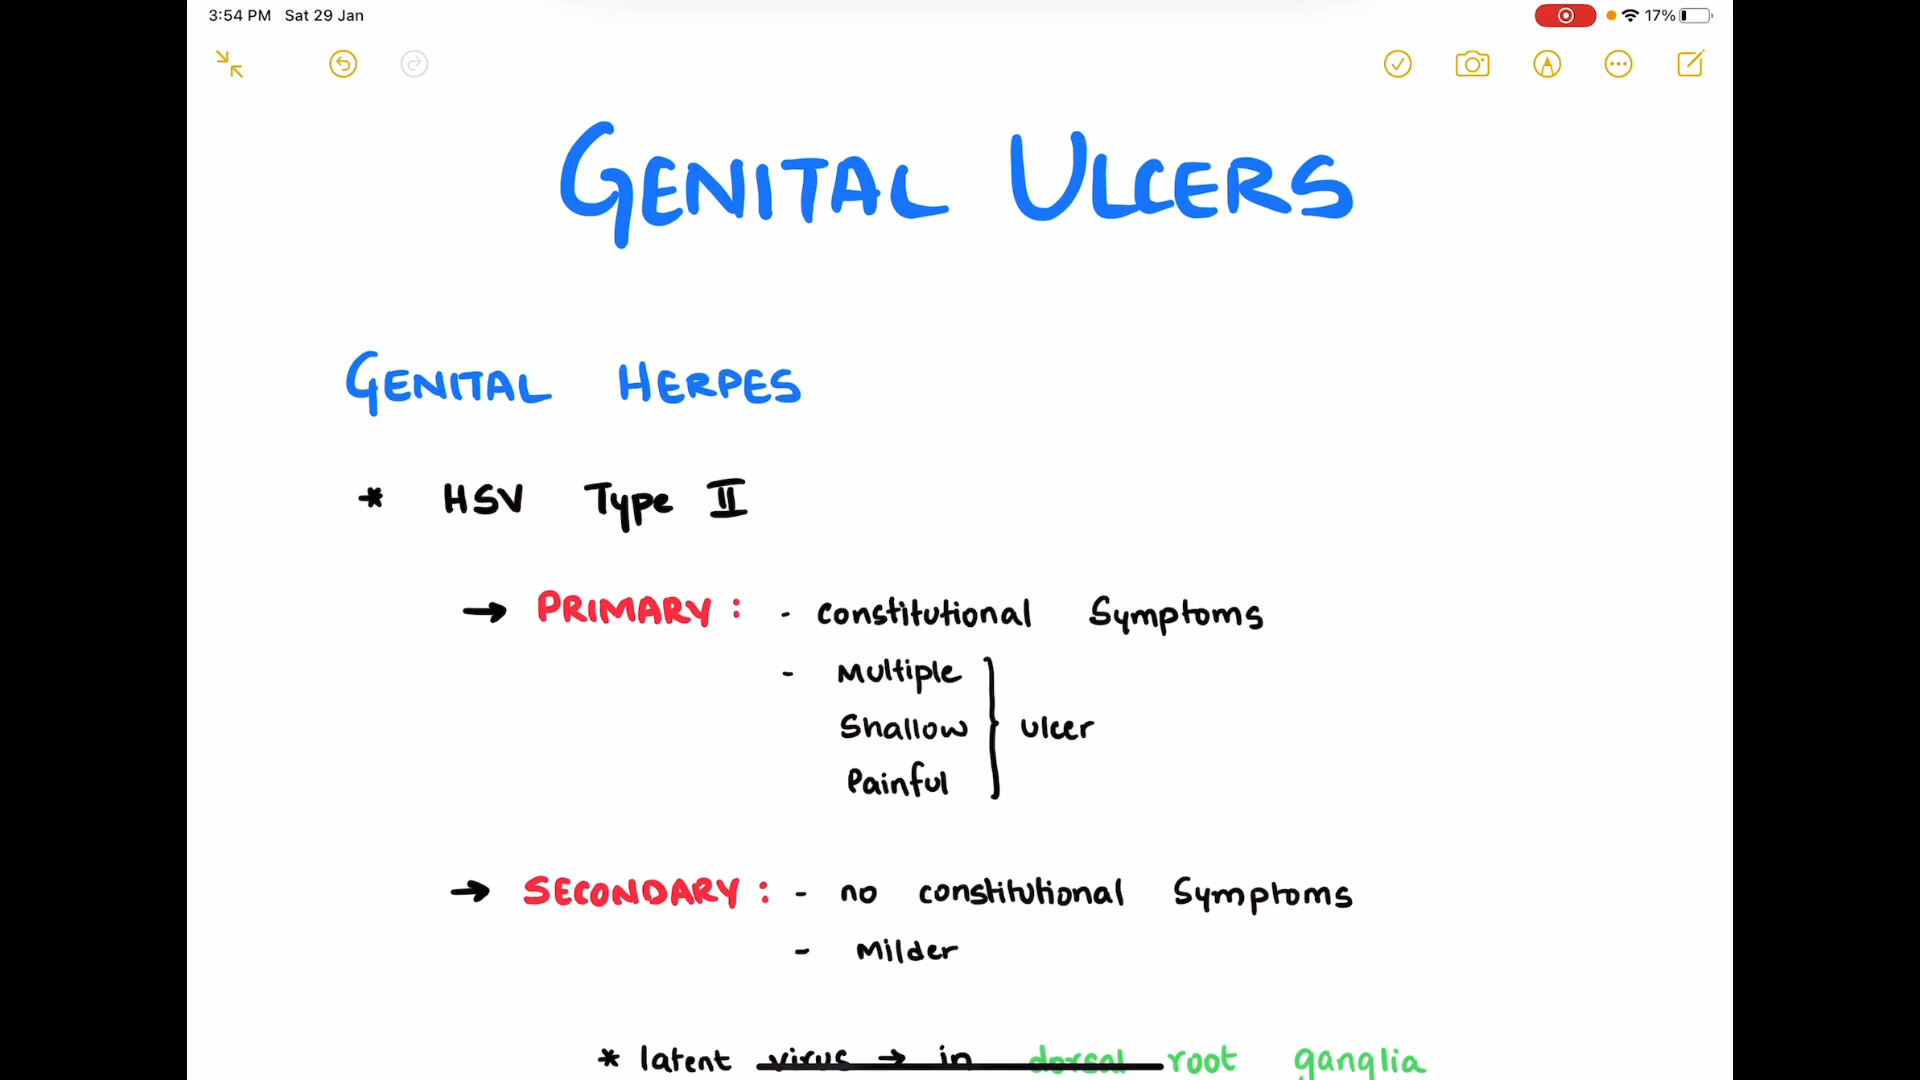 3:54 PM Sat 29 Jan 17%
GENITAL ULCERS
GENITAL HERPES
* HSV Type II
→ PRIMARY : - constitutional Symptoms
- Multiple
Shallow } ulcer
Painful
→ SECONDARY : - no constitutional Symptoms
- Milder
* latent virus → in dorsal root ganglia